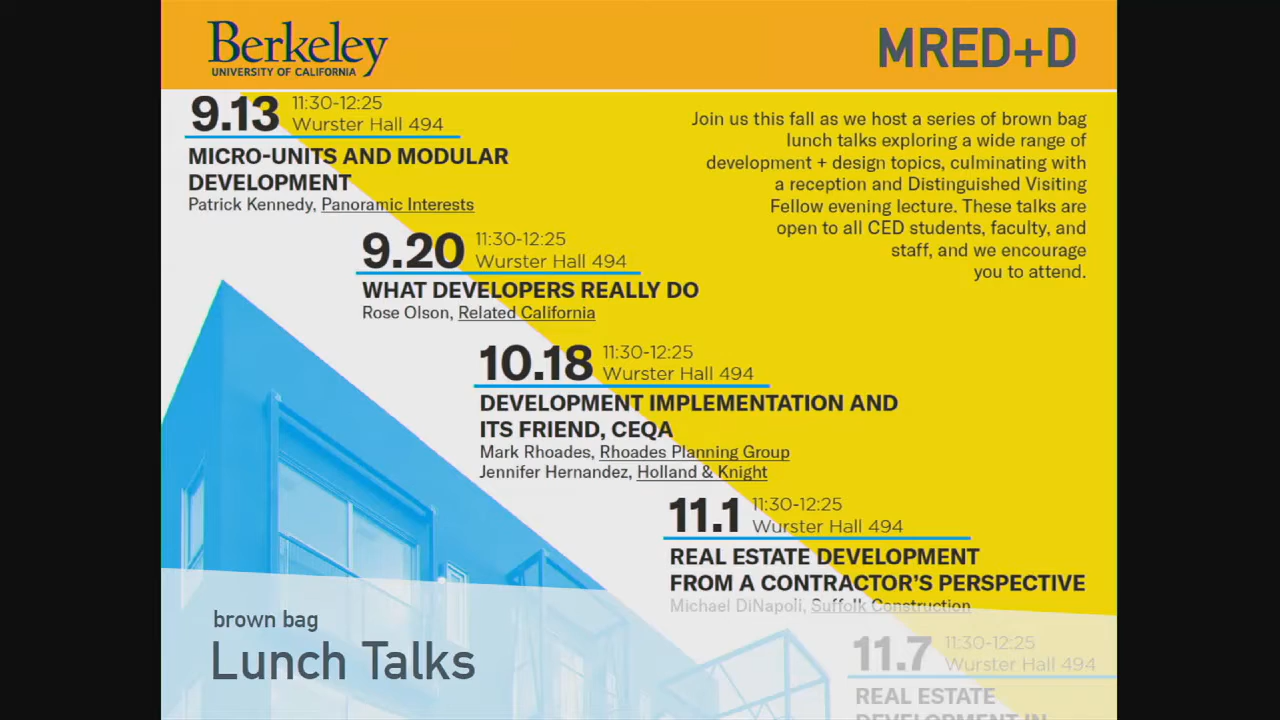 Berkeley
UNIVERSITY OF CALIFORNIA
MRED+D
9.13
11:30-12:25
Wurster Hall 494
MICRO-UNITS AND MODULAR
DEVELOPMENT
Patrick Kennedy, Panoramic Interests
Join us this fall as we host a series of brown bag
lunch talks exploring a wide range of
development + design topics, culminating with
a reception and Distinguished Visiting
Fellow evening lecture. These talks are
open to all CED students, faculty, and
staff, and we encourage
you to attend.
9.20
11:30-12:25
Wurster Hall 494
WHAT DEVELOPERS REALLY DO
Rose Olson, Related California
10.18
11:30-12:25
Wurster Hall 494
DEVELOPMENT IMPLEMENTATION AND
ITS FRIEND, CEQA
Mark Rhoades, Rhoades Planning Group
Jennifer Hernandez, Holland & Knight
11.1
11:30-12:25
Wurster Hall 494
REAL ESTATE DEVELOPMENT
FROM A CONTRACTOR'S PERSPECTIVE
Michael DiNapoli, Suffolk Construction
11.7
11:30-12:25
Wurster Hall 494
REAL ESTATE
DEVELOPMENT IN
brown bag
Lunch Talks